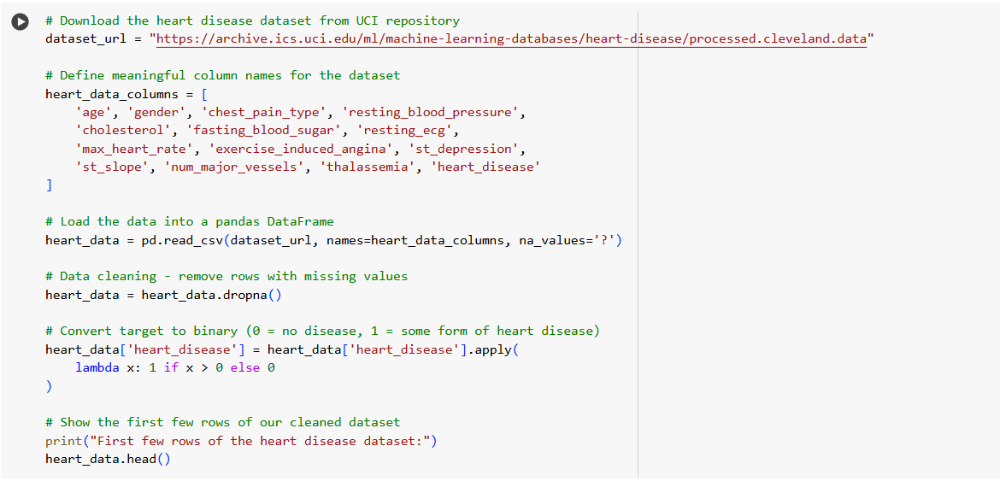 # Download the heart disease dataset from UCI repository
dataset_url = "https://archive.ics.uci.edu/ml/machine-learning-databases/heart-disease/processed.cleveland.data"

# Define meaningful column names for the dataset
heart_data_columns = [
    'age', 'gender', 'chest_pain_type', 'resting_blood_pressure',
    'cholesterol', 'fasting_blood_sugar', 'resting_ecg',
    'max_heart_rate', 'exercise_induced_angina', 'st_depression',
    'st_slope', 'num_major_vessels', 'thalassemia', 'heart_disease'
]

# Load the data into a pandas DataFrame
heart_data = pd.read_csv(dataset_url, names=heart_data_columns, na_values='?')

# Data cleaning - remove rows with missing values
heart_data = heart_data.dropna()

# Convert target to binary (0 = no disease, 1 = some form of heart disease)
heart_data['heart_disease'] = heart_data['heart_disease'].apply(
    lambda x: 1 if x > 0 else 0
)

# Show the first few rows of our cleaned dataset
print("First few rows of the heart disease dataset:")
heart_data.head()